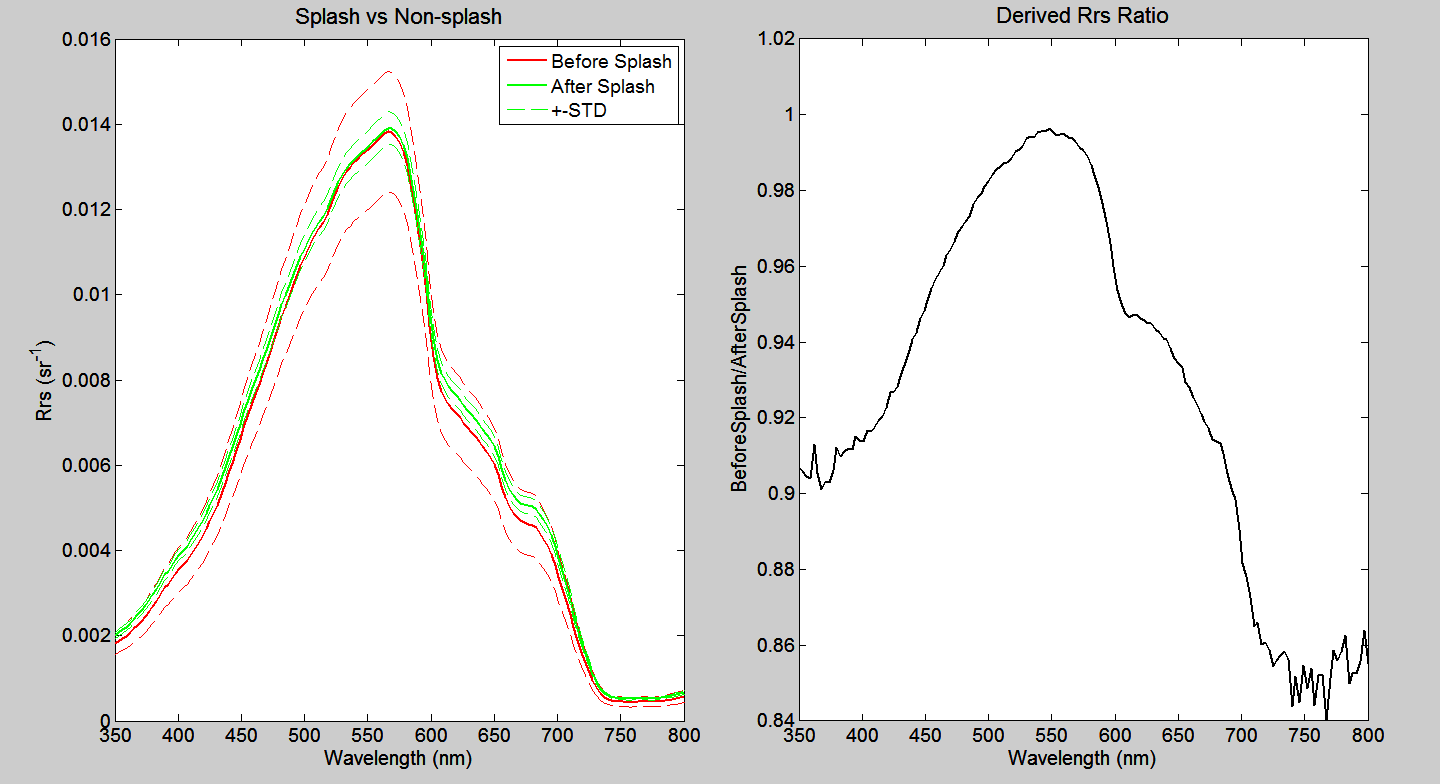 Splash vs Non-splash
0.016
0.014
0.012
0.01
0.008
0.006
0.004
0.002
0
Rrs (sr-1)
Before Splash
After Splash
+-STD
350 400 450 500 550 600 650 700 750 800
Wavelength (nm)
Derived Rrs Ratio
1.02
1
0.98
0.96
0.94
0.92
0.9
0.88
0.86
0.84
BeforeSplash/AfterSplash
350 400 450 500 550 600 650 700 750 800
Wavelength (nm)